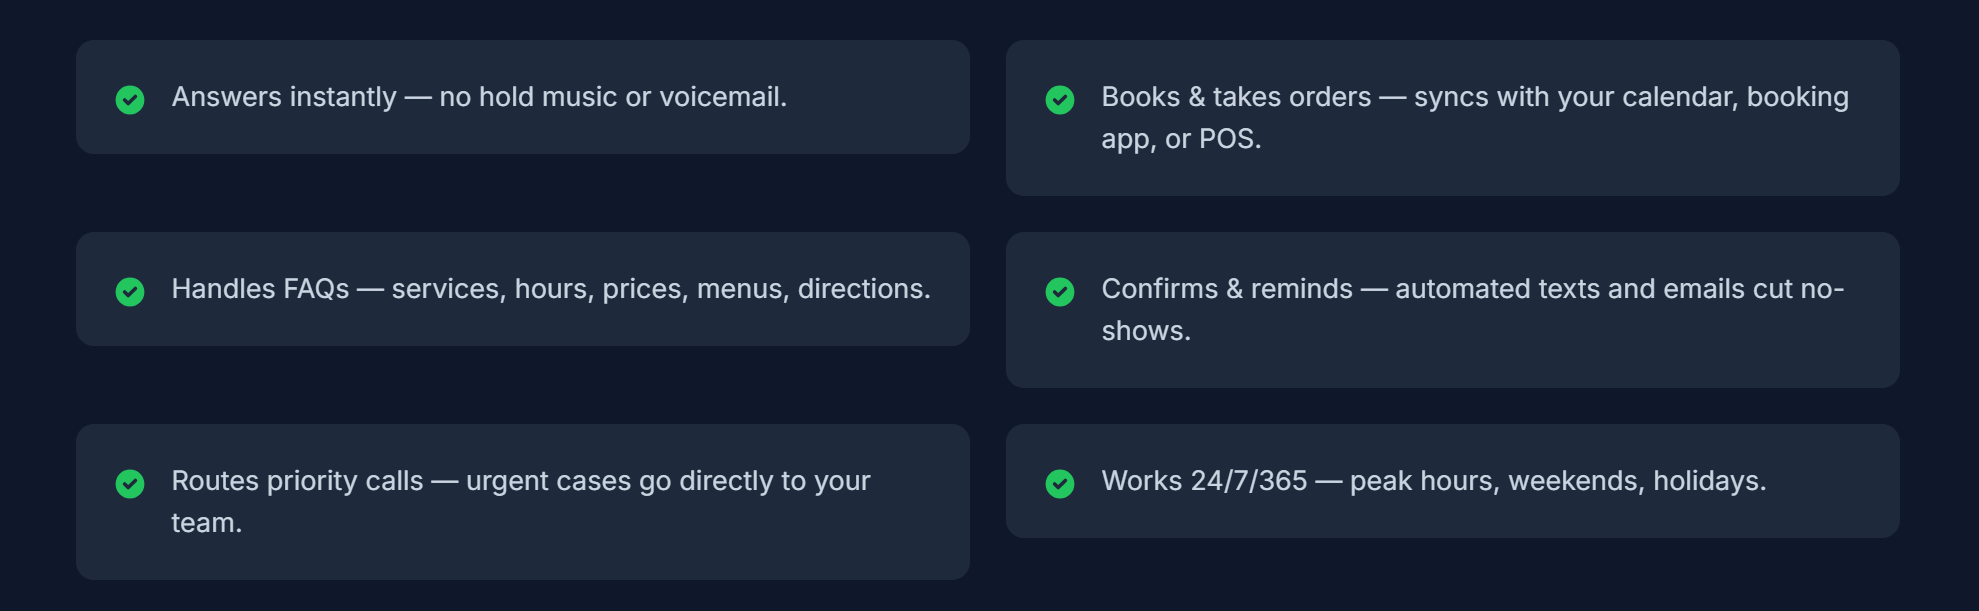 Answers instantly — no hold music or voicemail.
Books & takes orders — syncs with your calendar, booking
app, or POS.
Handles FAQs — services, hours, prices, menus, directions.
Confirms & reminds — automated texts and emails cut no-
shows.
Routes priority calls — urgent cases go directly to your
team.
Works 24/7/365 — peak hours, weekends, holidays.